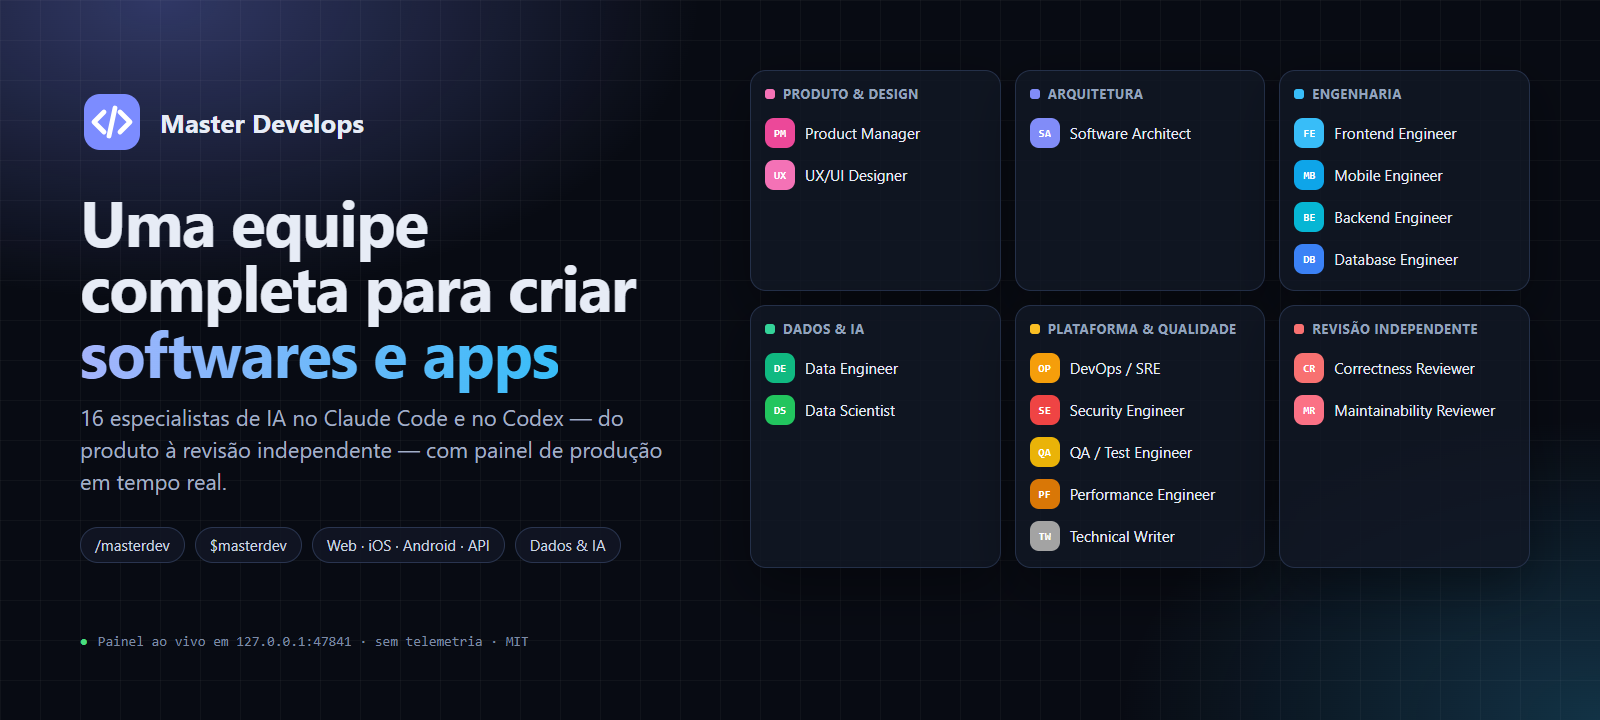 Master Develops
Uma equipe
completa para criar
softwares e apps
16 especialistas de IA no Claude Code e no Codex — do
produto à revisão independente — com painel de produção
em tempo real.
/masterdev
$masterdev
Web · iOS · Android · API
Dados & IA
Painel ao vivo em 127.0.0.1:47841 · sem telemetria · MIT
PRODUTO & DESIGN
PM Product Manager
UX UX/UI Designer
ARQUITETURA
SA Software Architect
ENGENHARIA
FE Frontend Engineer
MB Mobile Engineer
BE Backend Engineer
DB Database Engineer
DADOS & IA
DE Data Engineer
DS Data Scientist
PLATAFORMA & QUALIDADE
OP DevOps / SRE
SE Security Engineer
QA QA / Test Engineer
PF Performance Engineer
TW Technical Writer
REVISÃO INDEPENDENTE
CR Correctness Reviewer
MR Maintainability Reviewer